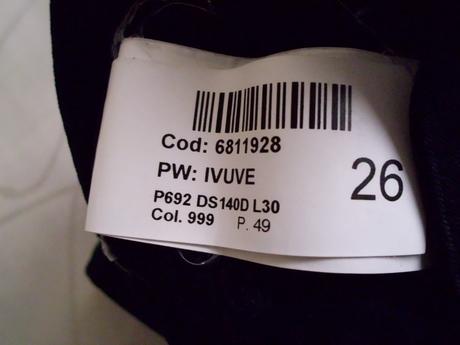 Cod: 6811928
PW: IVUVE
26
P692 DS140D L30
Col. 999 P. 49